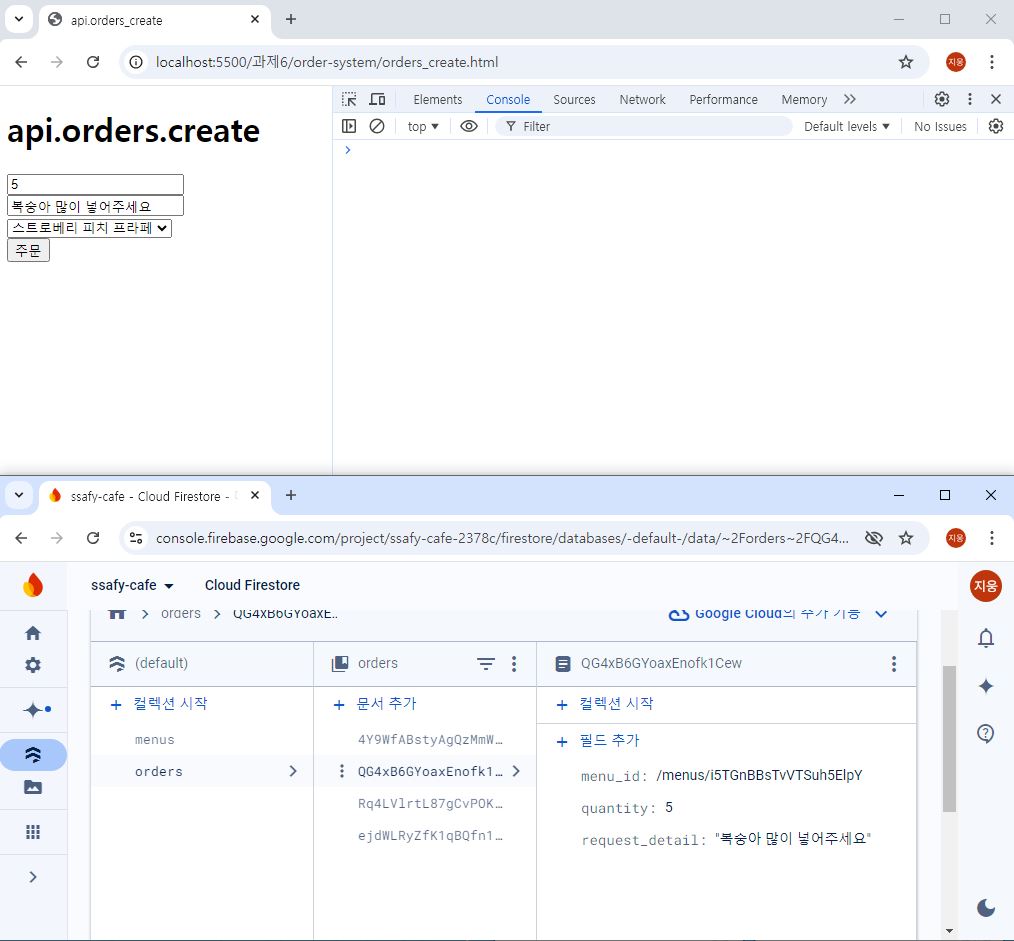 api.orders_create
localhost:5500/과제6/order-system/orders_create.html
지웅
Elements Console Sources Network Performance Memory
top Filter Default levels No Issues
api.orders.create
5
복숭아 많이 넣어주세요
스트로베리 피치 프라페
주문
ssafy-cafe - Cloud Firestore -
console.firebase.google.com/project/ssafy-cafe-2378c/firestore/databases/-default-/data/~2Forders~2FQG4...
지웅
ssafy-cafe Cloud Firestore
지웅
orders QG4xB6GYoaxE..
Google Cloud의 추가 기능
(default) orders QG4xB6GYoaxEnofk1Cew
+ 컬렉션 시작 + 문서 추가 + 컬렉션 시작
menus
orders
4Y9WfABstyAgQzMmW…
QG4xB6GYoaxEnofk1…
Rq4LVlrtL87gCvPOK…
ejdWLRyZfK1qBQfn1…
+ 필드 추가
menu_id: /menus/i5TGnBBsTvVTSuh5ElpY
quantity: 5
request_detail: "복숭아 많이 넣어주세요"